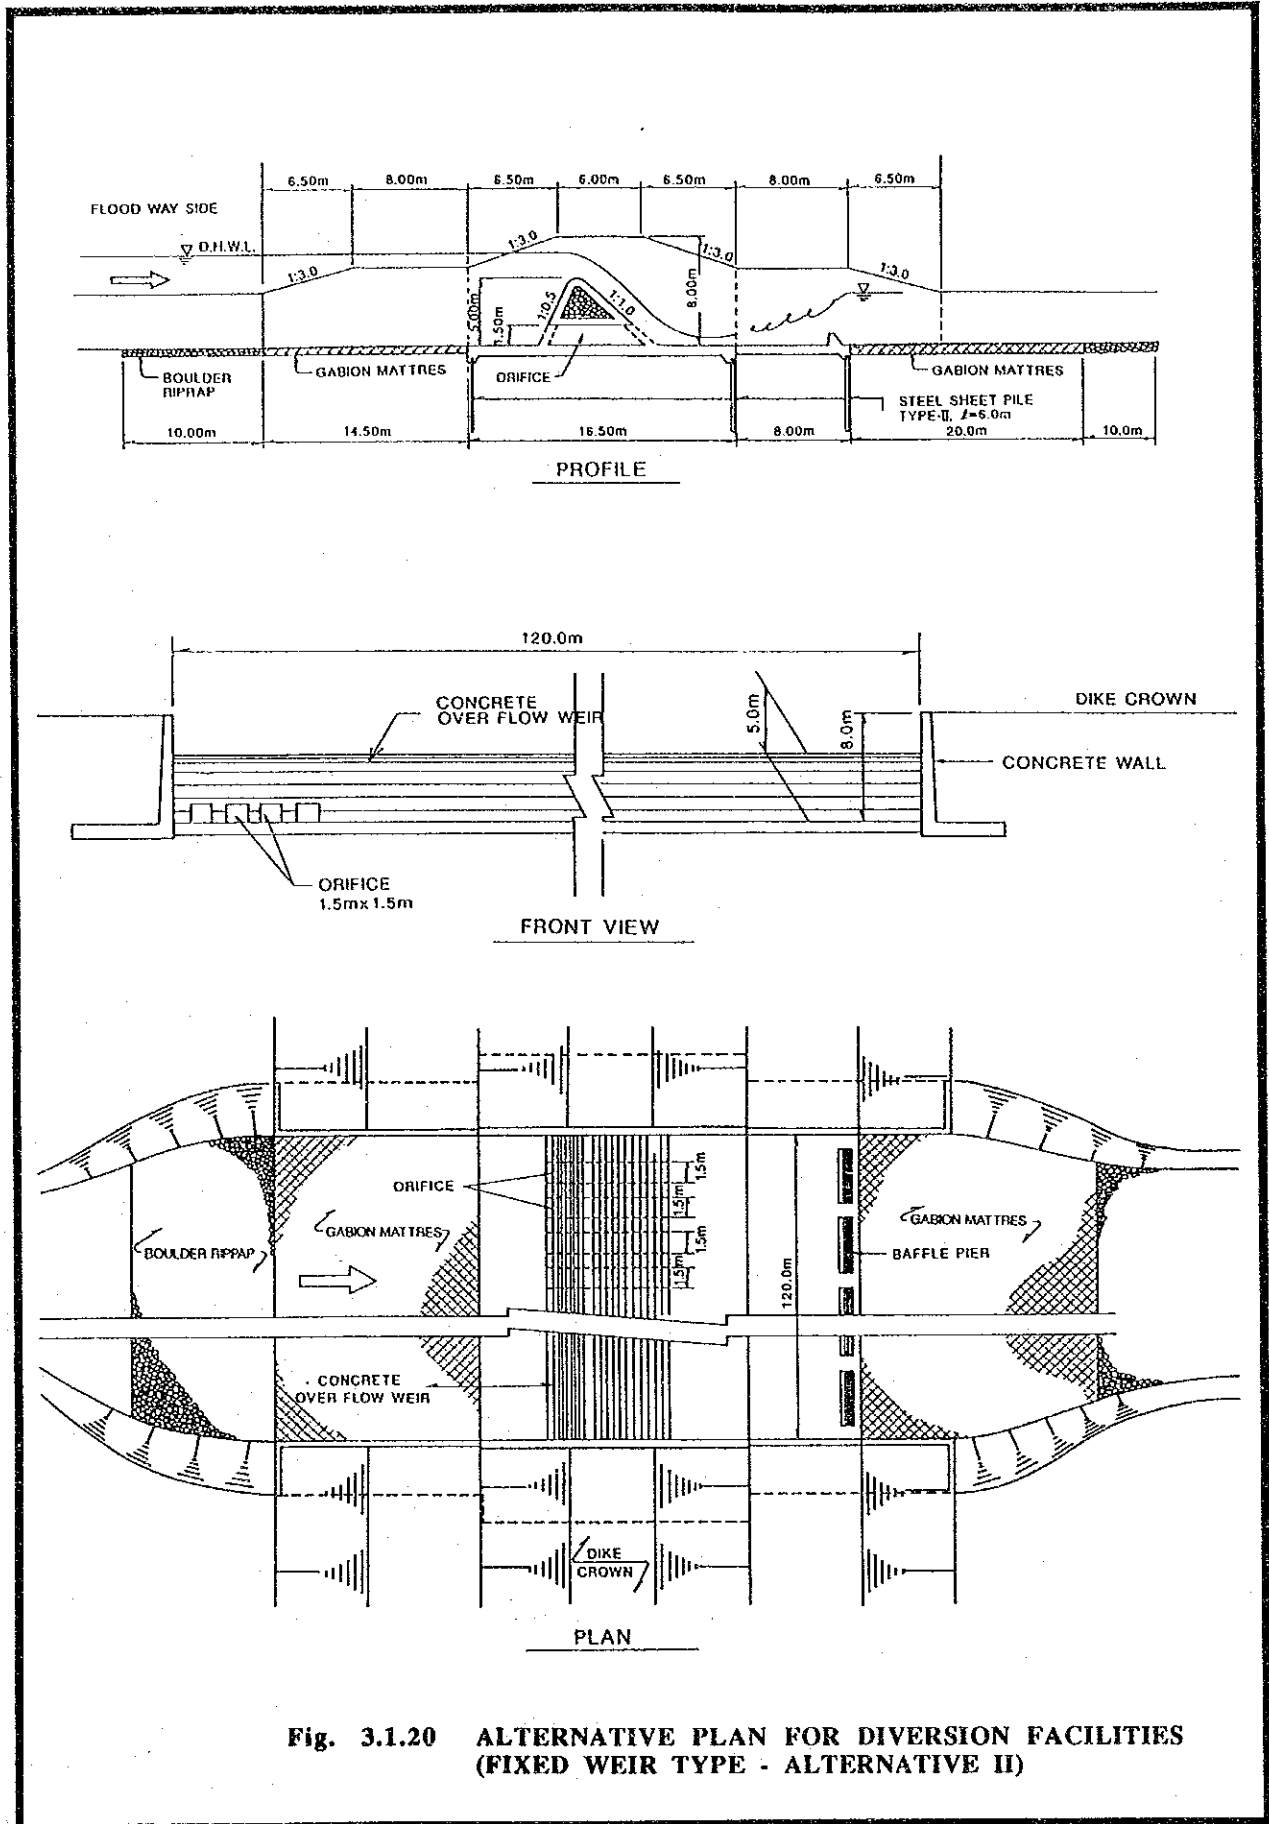 6.50m 8.00m 6.50m 6.00m 6.50m 8.00m 6.50m
FLOOD WAY SIDE
D.H.W.L.
1:3.0
1:3.0
1:3.0
1:3.0
5.00m
1.50m
1:0.5
1:1.0
8.00m
BOULDER
RIPRAP
GABION MATTRES
ORIFICE
GABION MATTRES
STEEL SHEET PILE
TYPE-II, ℓ=6.0m
10.00m 14.50m 16.50m 8.00m 20.0m 10.0m
PROFILE
120.0m
CONCRETE
OVER FLOW WEIR
5.0m
8.0m
DIKE CROWN
CONCRETE WALL
ORIFICE
1.5mx1.5m
FRONT VIEW
ORIFICE
1.5m
1.5m
1.5m
1.5m
GABION MATTRES
BOULDER RIPPAP
120.0m
GABION MATTRES
BAFFLE PIER
CONCRETE
OVER FLOW WEIR
DIKE
CROWN
PLAN
Fig. 3.1.20 ALTERNATIVE PLAN FOR DIVERSION FACILITIES
(FIXED WEIR TYPE - ALTERNATIVE II)